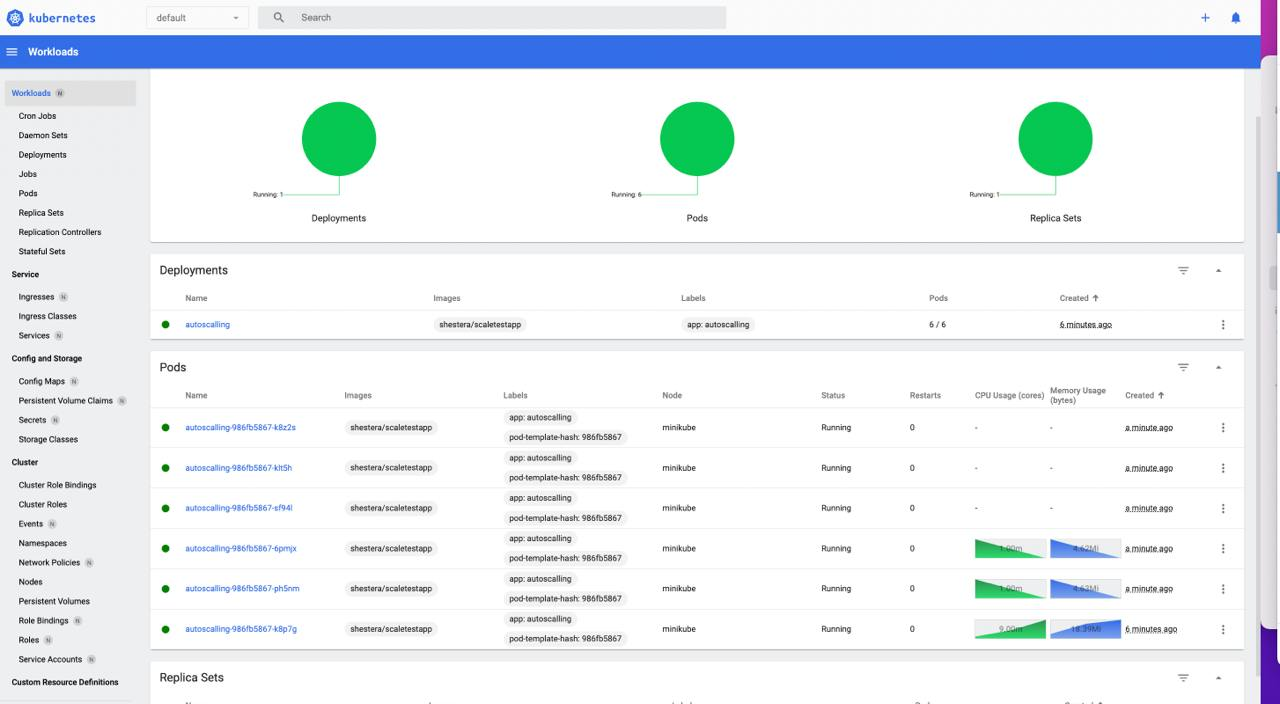 kubernetes
default
Search
Workloads
Workloads N
Cron Jobs
Daemon Sets
Deployments
Jobs
Pods
Replica Sets
Replication Controllers
Stateful Sets
Service
Ingresses N
Ingress Classes
Services N
Config and Storage
Config Maps N
Persistent Volume Claims N
Secrets N
Storage Classes
Cluster
Cluster Role Bindings
Cluster Roles
Events N
Namespaces
Network Policies N
Nodes
Persistent Volumes
Role Bindings N
Roles N
Service Accounts N
Custom Resource Definitions
Running: 1
Deployments
Running: 6
Pods
Running: 1
Replica Sets
Deployments
Name Images Labels Pods Created
autoscalling shestera/scaletestapp app: autoscalling 6 / 6 6 minutes ago
Pods
Name Images Labels Node Status Restarts CPU Usage (cores) Memory Usage (bytes) Created
autoscalling-986fb5867-k8z2s shestera/scaletestapp app: autoscalling pod-template-hash: 986fb5867 minikube Running 0 - - a minute ago
autoscalling-986fb5867-klt5h shestera/scaletestapp app: autoscalling pod-template-hash: 986fb5867 minikube Running 0 - - a minute ago
autoscalling-986fb5867-sf94l shestera/scaletestapp app: autoscalling pod-template-hash: 986fb5867 minikube Running 0 - - a minute ago
autoscalling-986fb5867-6pmjx shestera/scaletestapp app: autoscalling pod-template-hash: 986fb5867 minikube Running 0 1.00m 4.62Mi a minute ago
autoscalling-986fb5867-ph5nm shestera/scaletestapp app: autoscalling pod-template-hash: 986fb5867 minikube Running 0 1.00m 4.63Mi a minute ago
autoscalling-986fb5867-k8p7g shestera/scaletestapp app: autoscalling pod-template-hash: 986fb5867 minikube Running 0 9.00m 18.39Mi 6 minutes ago
Replica Sets